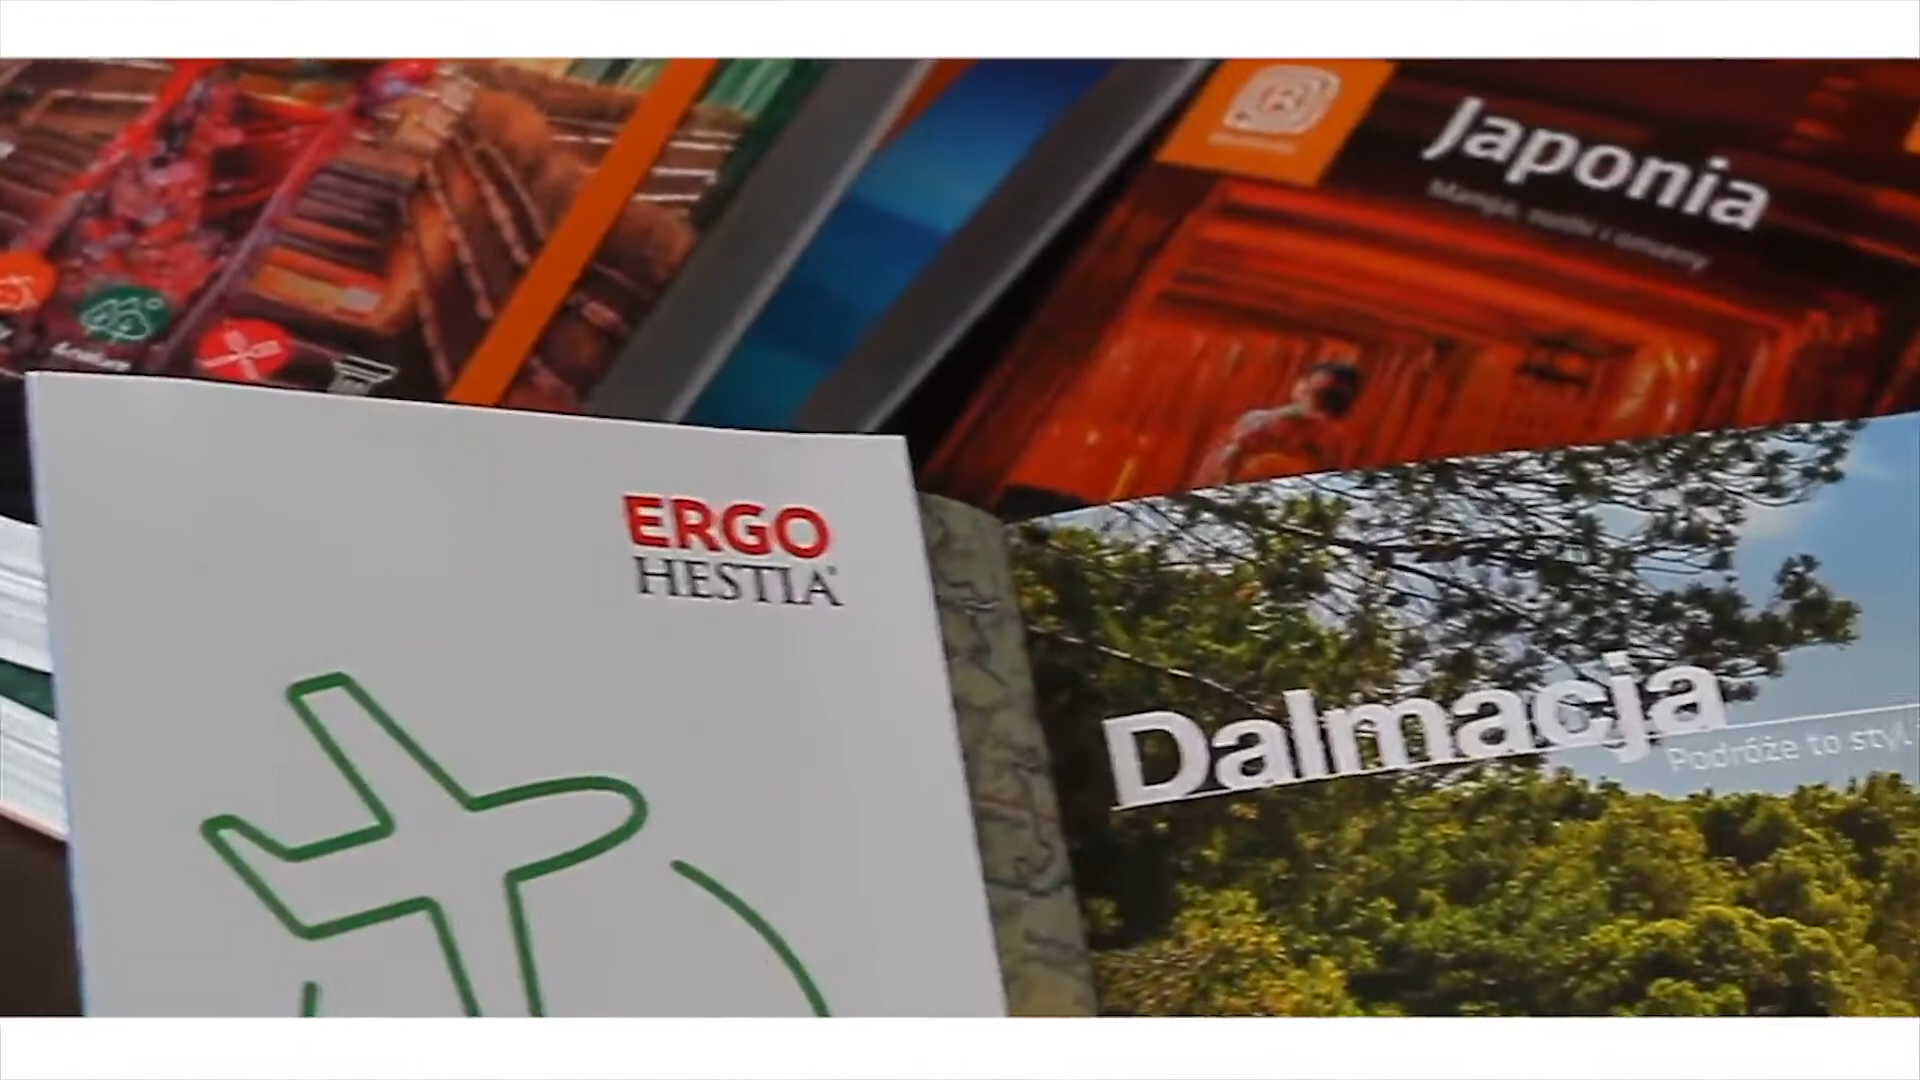 Japonia
ERGO
HESTIA®
Dalmacja
Podróże to styl